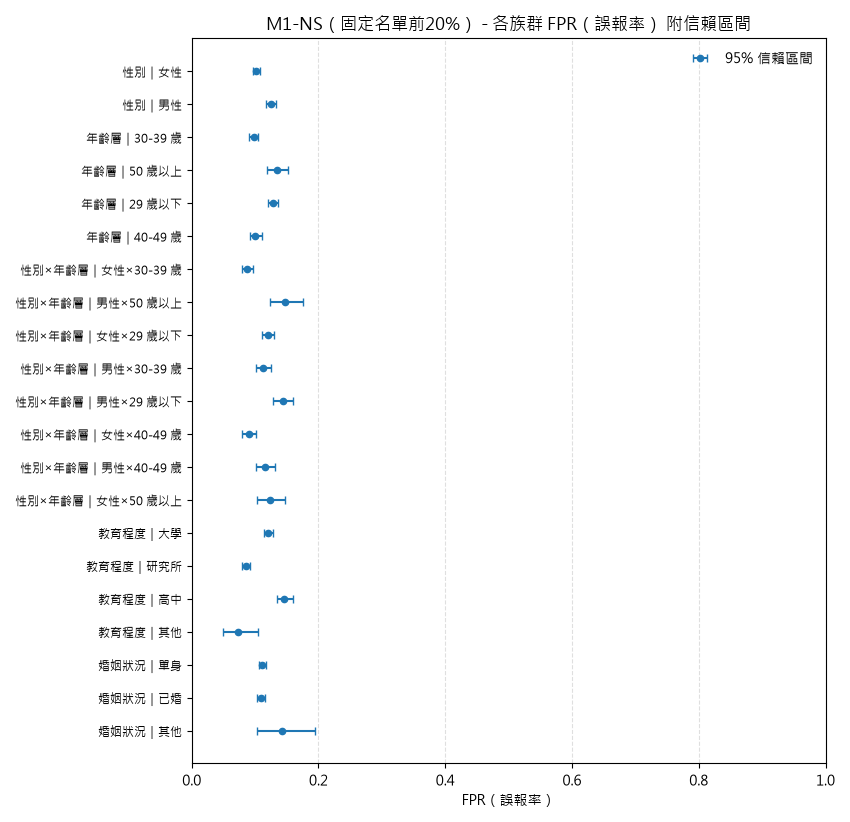 M1-NS（固定名單前20%）- 各族群 FPR（誤報率）附信賴區間
95% 信賴區間
性別｜女性
性別｜男性
年齡層｜30-39 歲
年齡層｜50 歲以上
年齡層｜29 歲以下
年齡層｜40-49 歲
性別×年齡層｜女性×30-39 歲
性別×年齡層｜男性×50 歲以上
性別×年齡層｜女性×29 歲以下
性別×年齡層｜男性×30-39 歲
性別×年齡層｜男性×29 歲以下
性別×年齡層｜女性×40-49 歲
性別×年齡層｜男性×40-49 歲
性別×年齡層｜女性×50 歲以上
教育程度｜大學
教育程度｜研究所
教育程度｜高中
教育程度｜其他
婚姻狀況｜單身
婚姻狀況｜已婚
婚姻狀況｜其他
0.0 0.2 0.4 0.6 0.8 1.0
FPR（誤報率）